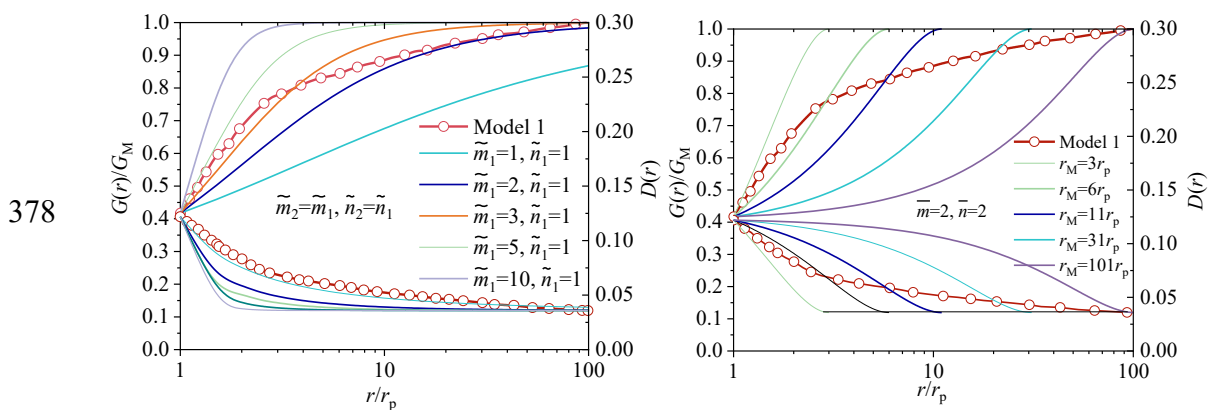 378
1.0
0.9
0.8
0.7
0.6
0.5
0.4
0.3
0.2
0.1
0.0
G(r)/G_M
0.30
0.25
0.20
0.15
0.10
0.05
0.00
D(r)
Model 1
m̃₁=1, ñ₁=1
m̃₁=2, ñ₁=1
m̃₁=3, ñ₁=1
m̃₁=5, ñ₁=1
m̃₁=10, ñ₁=1
m̃₂=m̃₁, ñ₂=ñ₁
1 10 100
r/r_p
1.0
0.9
0.8
0.7
0.6
0.5
0.4
0.3
0.2
0.1
0.0
G(r)/G_M
0.30
0.25
0.20
0.15
0.10
0.05
0.00
D(r)
Model 1
r_M=3r_p
r_M=6r_p
r_M=11r_p
r_M=31r_p
r_M=101r_p
m̅=2, n̅=2
1 10 100
r/r_p